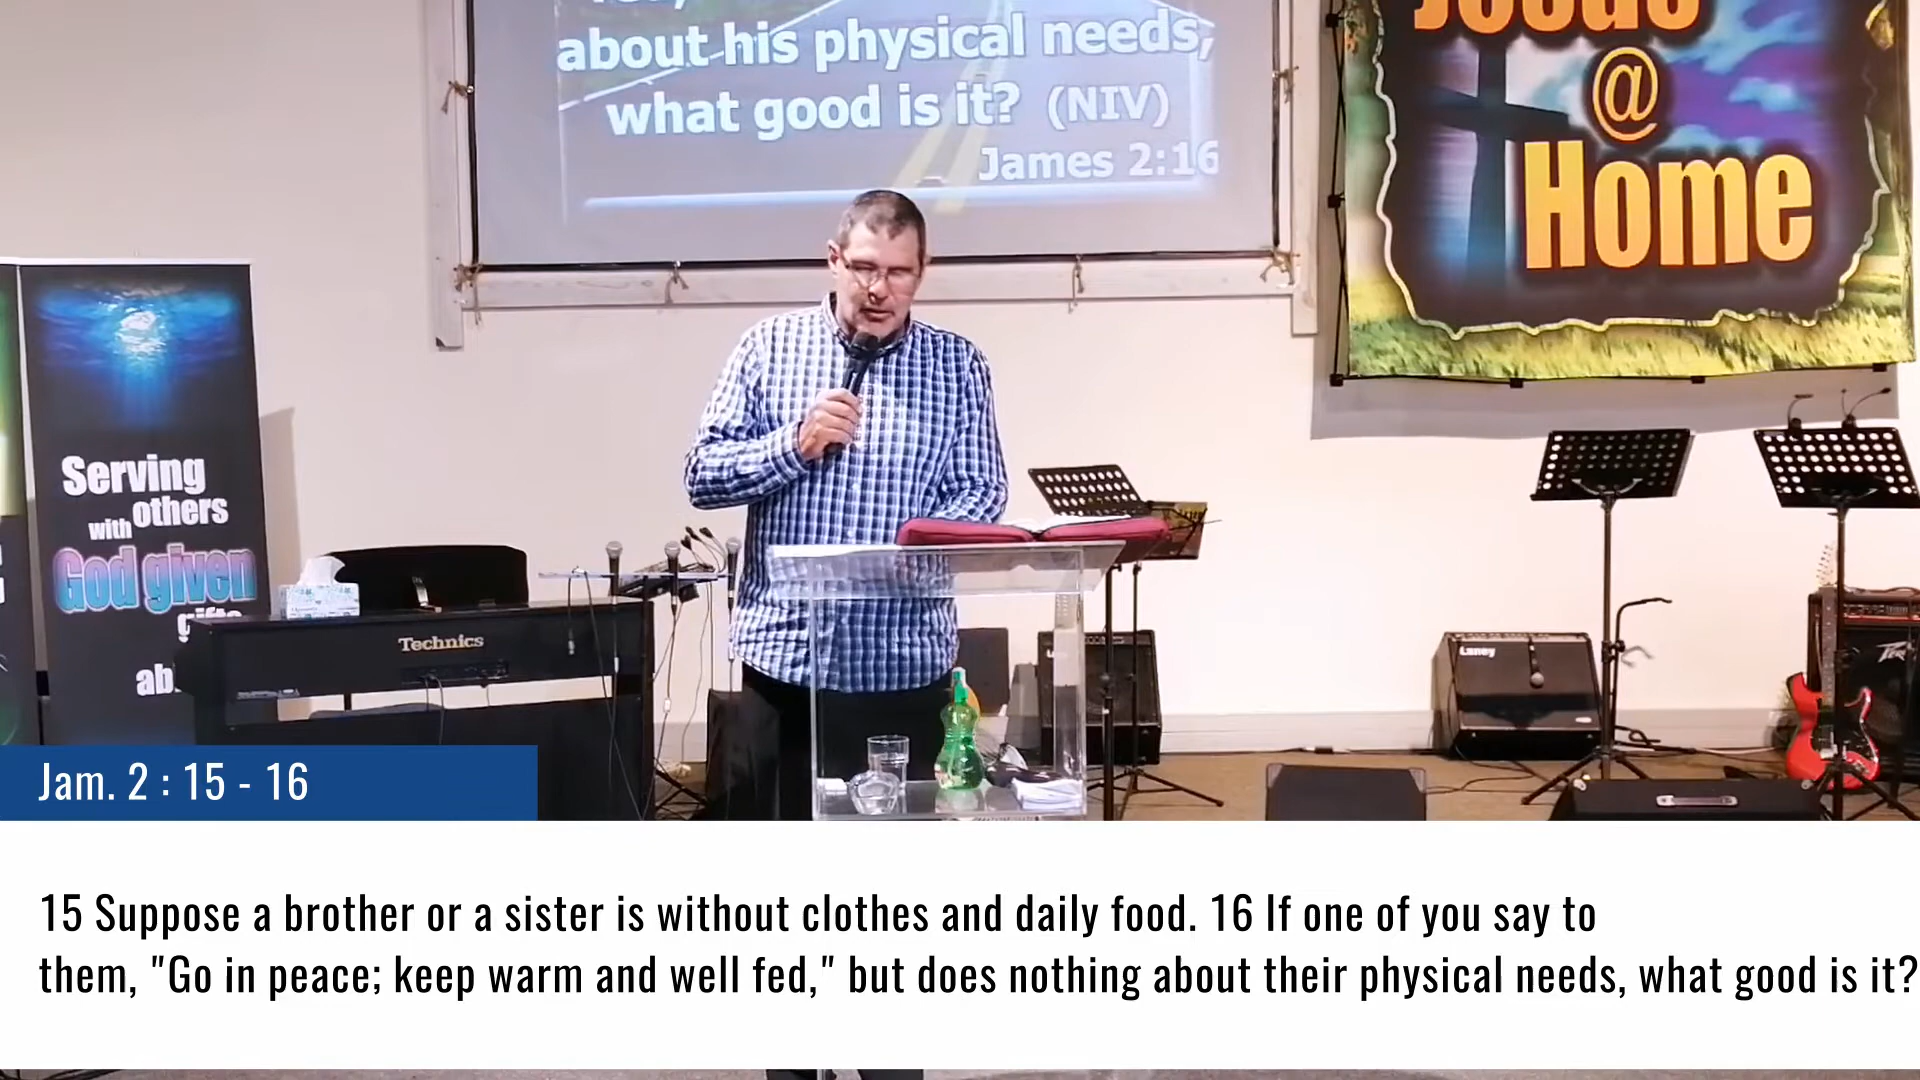 about his physical needs,
what good is it? (NIV)
James 2:16
@
Home
Serving
with others
God given
Technics
Laney
Jam. 2 : 15 - 16
15 Suppose a brother or a sister is without clothes and daily food. 16 If one of you say to
them, "Go in peace; keep warm and well fed," but does nothing about their physical needs, what good is it?